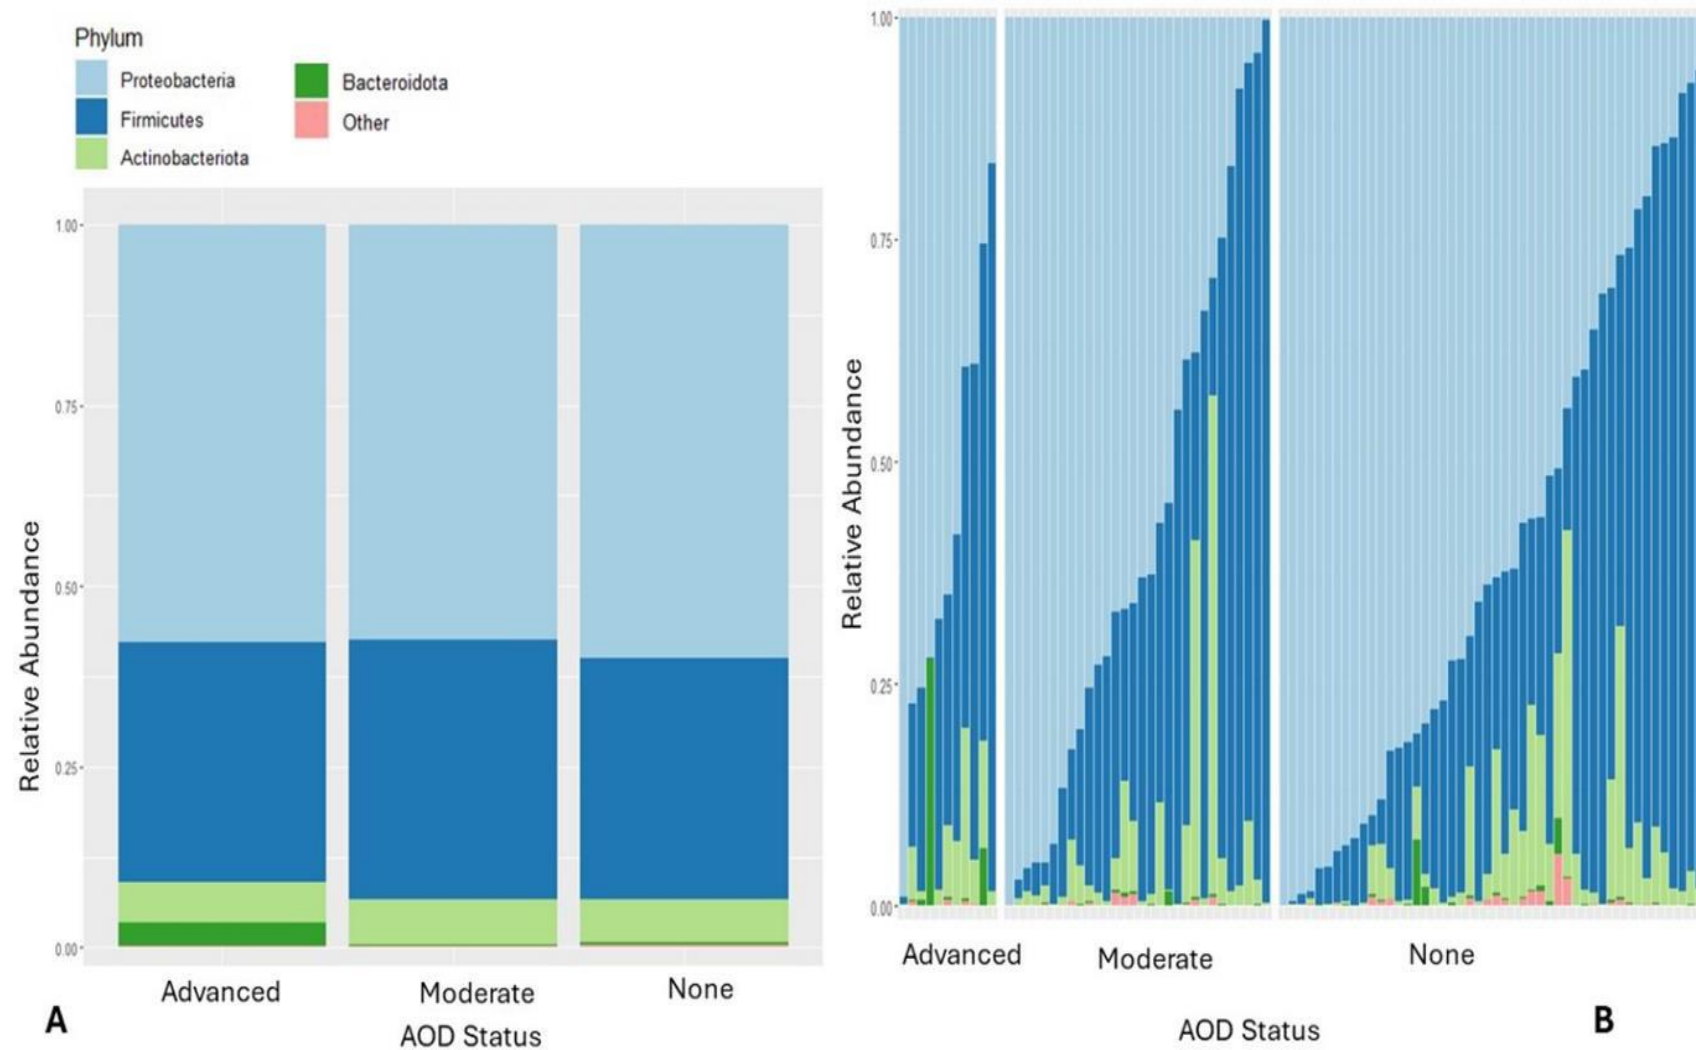 Phylum
Proteobacteria
Firmicutes
Actinobacteriota
Bacteroidota
Other
Relative Abundance
1.00
0.75
0.50
0.25
0.00
Advanced
Moderate
None
AOD Status
A
Relative Abundance
1.00
0.75
0.50
0.25
0.00
Advanced
Moderate
None
AOD Status
B